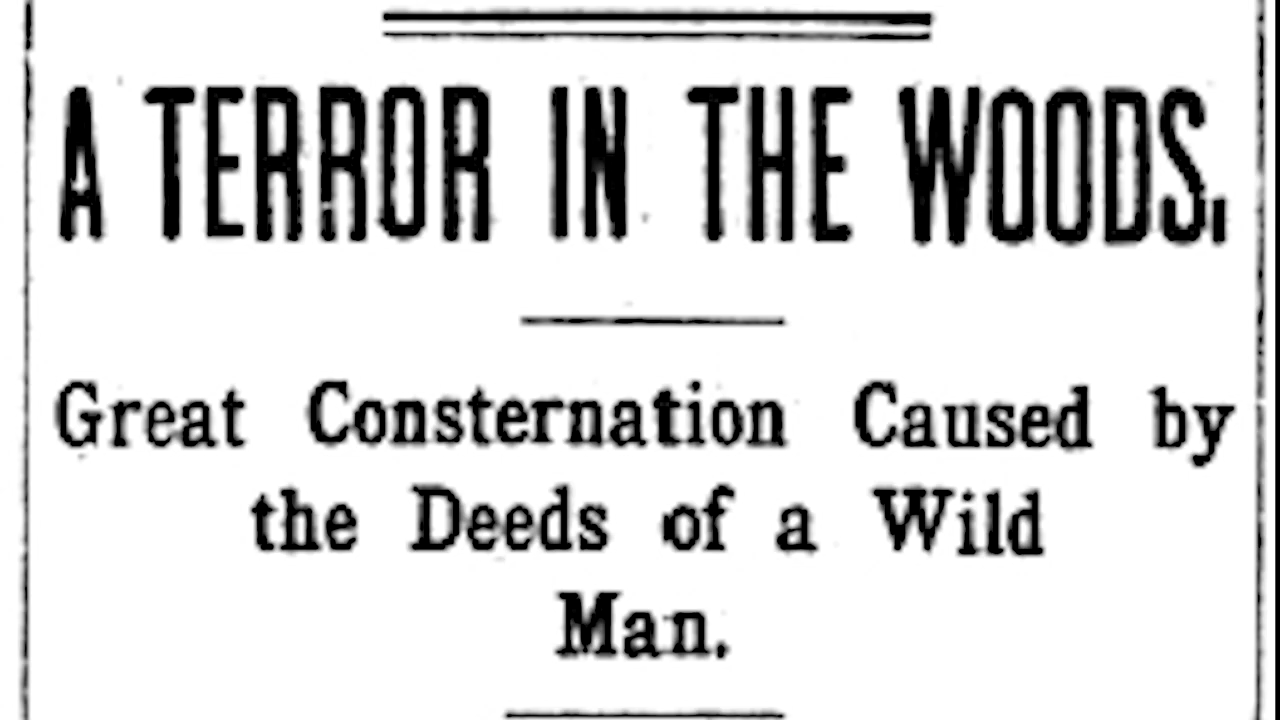 A TERROR IN THE WOODS.
Great Consternation Caused by
the Deeds of a Wild
Man.